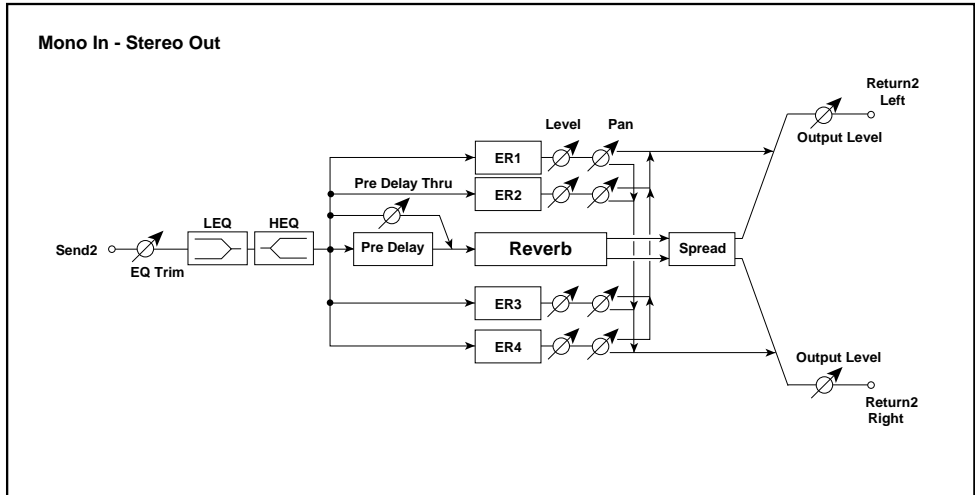 Mono In - Stereo Out
Return2
Left
Output Level
Level
Pan
ER1
Pre Delay Thru
ER2
LEQ
HEQ
Send2
EQ Trim
Pre Delay
Reverb
Spread
ER3
ER4
Output Level
Return2
Right